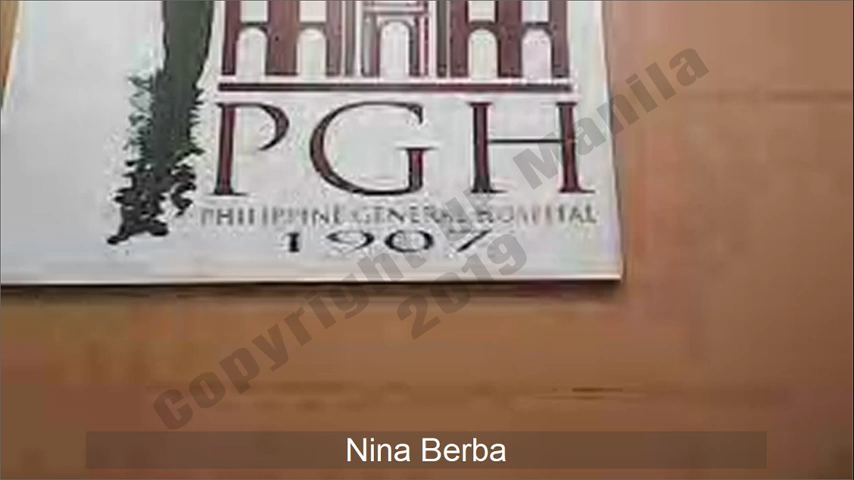 PGH
PHILIPPINE GENERAL HOSPITAL
1907
Copyright UP Manila
2019
Nina Berba